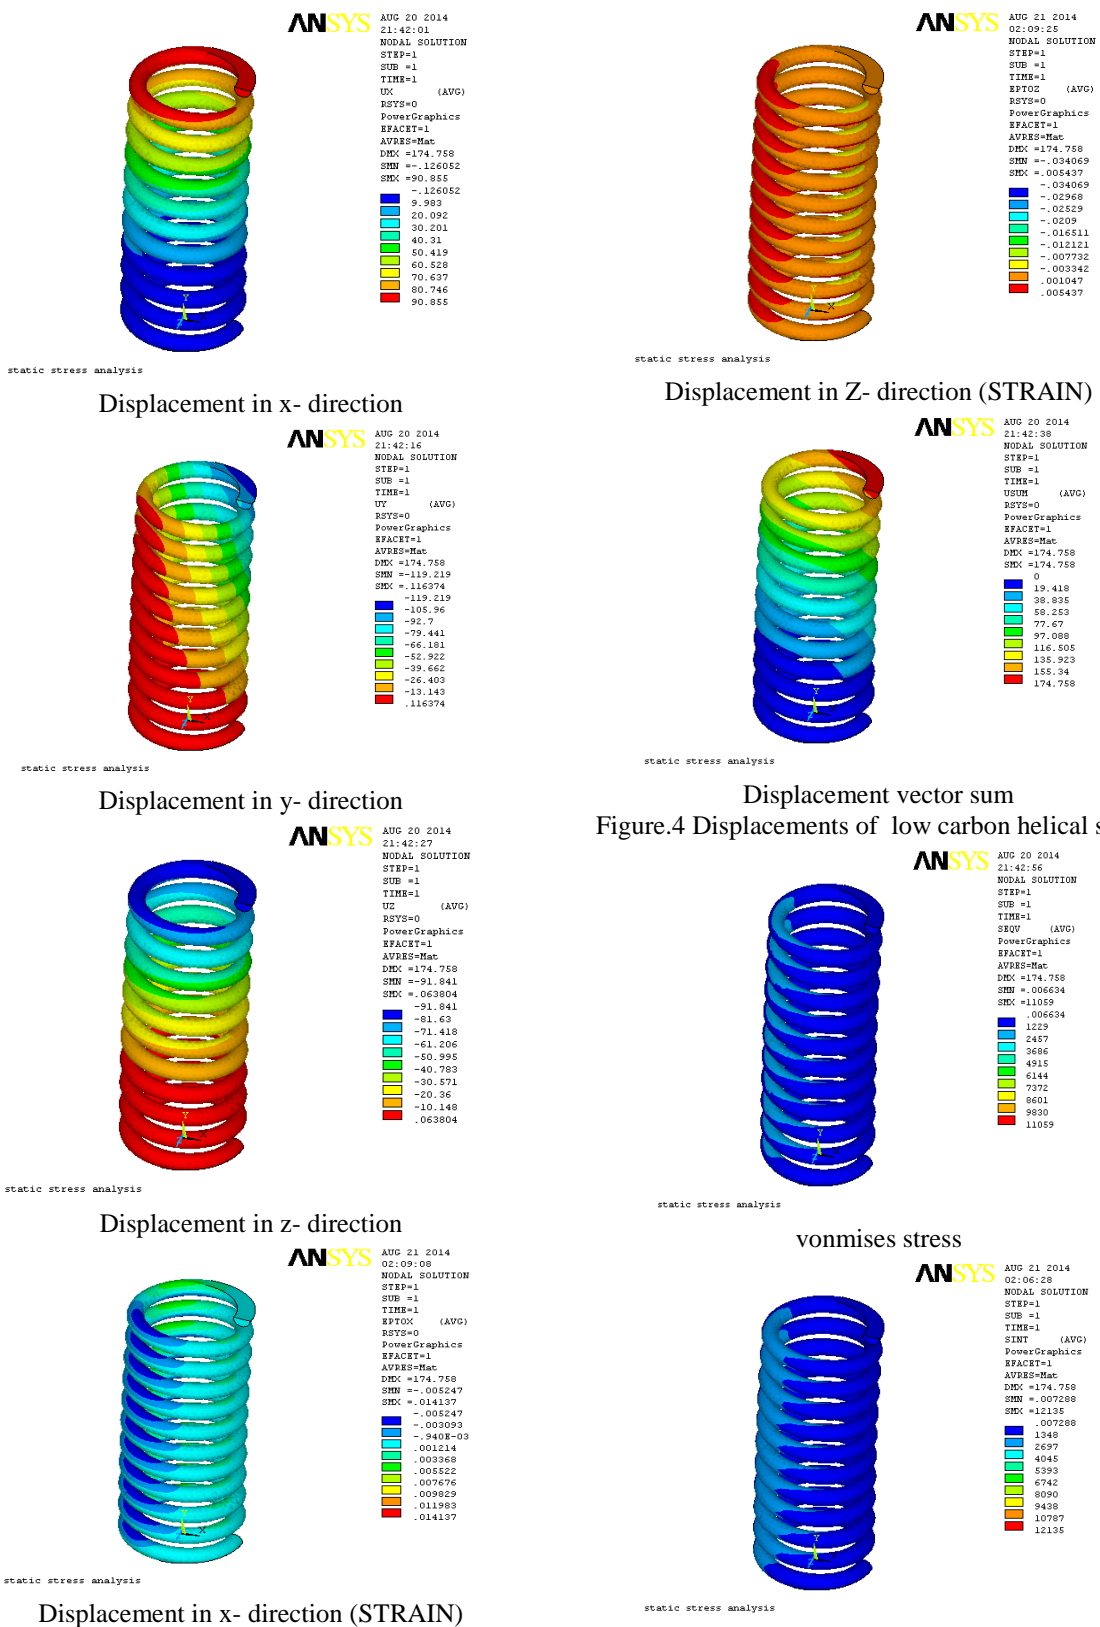 ANSYS
AUG 20 2014
21:42:01
NODAL SOLUTION
STEP=1
SUB =1
TIME=1
UX (AVG)
RSYS=0
PowerGraphics
EFACET=1
AVRES=Mat
DMX =174.758
SMN =-.126052
SMX =90.855
-.126052
9.983
20.092
30.201
40.31
50.419
60.528
70.637
80.746
90.855
Y
Z
X
static stress analysis
Displacement in x- direction
ANSYS
AUG 20 2014
21:42:16
NODAL SOLUTION
STEP=1
SUB =1
TIME=1
UY (AVG)
RSYS=0
PowerGraphics
EFACET=1
AVRES=Mat
DMX =174.758
SMN =-119.219
SMX =.116374
-119.219
-105.96
-92.7
-79.441
-66.181
-52.922
-39.662
-26.403
-13.143
.116374
Y
Z
X
static stress analysis
Displacement in y- direction
ANSYS
AUG 20 2014
21:42:27
NODAL SOLUTION
STEP=1
SUB =1
TIME=1
UZ (AVG)
RSYS=0
PowerGraphics
EFACET=1
AVRES=Mat
DMX =174.758
SMN =-91.841
SMX =.063804
-91.841
-81.63
-71.418
-61.206
-50.995
-40.783
-30.571
-20.36
-10.148
.063804
Y
Z
X
static stress analysis
Displacement in z- direction
ANSYS
AUG 21 2014
02:09:08
NODAL SOLUTION
STEP=1
SUB =1
TIME=1
EPTOX (AVG)
RSYS=0
PowerGraphics
EFACET=1
AVRES=Mat
DMX =174.758
SMN =-.005247
SMX =.014137
-.005247
-.003093
-.940E-03
.001214
.003368
.005522
.007676
.009829
.011983
.014137
Y
Z
X
static stress analysis
Displacement in x- direction (STRAIN)
ANSYS
AUG 21 2014
02:09:25
NODAL SOLUTION
STEP=1
SUB =1
TIME=1
EPTOZ (AVG)
RSYS=0
PowerGraphics
EFACET=1
AVRES=Mat
DMX =174.758
SMN =-.034069
SMX =.005437
-.034069
-.02968
-.02529
-.0209
-.016511
-.012121
-.007732
-.003342
.001047
.005437
Y
Z
X
static stress analysis
Displacement in Z- direction (STRAIN)
ANSYS
AUG 20 2014
21:42:38
NODAL SOLUTION
STEP=1
SUB =1
TIME=1
USUM (AVG)
RSYS=0
PowerGraphics
EFACET=1
AVRES=Mat
DMX =174.758
SMX =174.758
0
19.418
38.835
58.253
77.67
97.088
116.505
135.923
155.34
174.758
Y
Z
X
static stress analysis
Displacement vector sum
Figure.4 Displacements of low carbon helical s
ANSYS
AUG 20 2014
21:42:56
NODAL SOLUTION
STEP=1
SUB =1
TIME=1
SEQV (AVG)
PowerGraphics
EFACET=1
AVRES=Mat
DMX =174.758
SMN =.006634
SMX =11059
.006634
1229
2457
3686
4915
6144
7372
8601
9830
11059
Y
Z
X
static stress analysis
vonmises stress
ANSYS
AUG 21 2014
02:06:28
NODAL SOLUTION
STEP=1
SUB =1
TIME=1
SINT (AVG)
PowerGraphics
EFACET=1
AVRES=Mat
DMX =174.758
SMN =.007288
SMX =12135
.007288
1348
2697
4045
5393
6742
8090
9438
10787
12135
Y
Z
X
static stress analysis